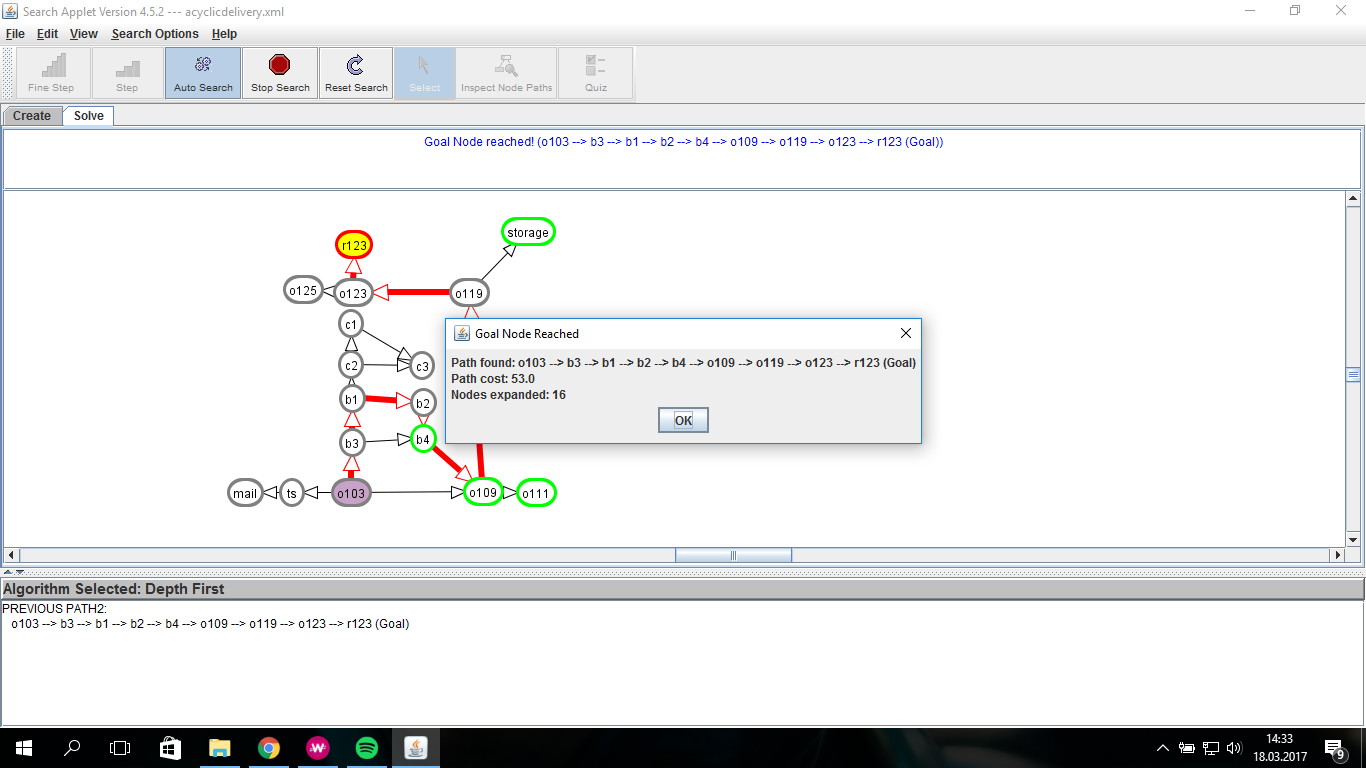 Search Applet Version 4.5.2 --- acyclicdelivery.xml
File Edit View Search Options Help
Fine Step Step Auto Search Stop Search Reset Search Select Inspect Node Paths Quiz
Create Solve
Goal Node reached! (o103 --> b3 --> b1 --> b2 --> b4 --> o109 --> o119 --> o123 --> r123 (Goal))
storage
r123
o125 o123 o119
c1
c2 c3
b1 b2
b3 b4
mail ts o103 o109 o111
Goal Node Reached
Path found: o103 --> b3 --> b1 --> b2 --> b4 --> o109 --> o119 --> o123 --> r123 (Goal)
Path cost: 53.0
Nodes expanded: 16
OK
Algorithm Selected: Depth First
PREVIOUS PATH2:
o103 --> b3 --> b1 --> b2 --> b4 --> o109 --> o119 --> o123 --> r123 (Goal)
14:33
18.03.2017
9